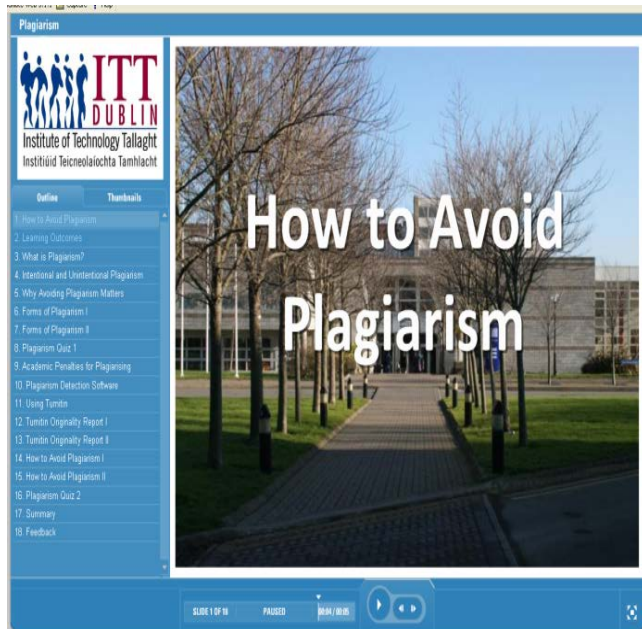 Capture
Help
Plagiarism
ITT
DUBLIN
Institute of Technology Tallaght
Institiúid Teicneolaíochta Tamhlacht
Outline Thumbnails
1. How to Avoid Plagiarism
2. Learning Outcomes
3. What is Plagiarism?
4. Intentional and Unintentional Plagiarism
5. Why Avoiding Plagiarism Matters
6. Forms of Plagiarism I
7. Forms of Plagiarism II
8. Plagiarism Quiz 1
9. Academic Penalties for Plagiarising
10. Plagiarism Detection Software
11. Using Turnitin
12. Turnitin Originality Report I
13. Turnitin Originality Report II
14. How to Avoid Plagiarism I
15. How to Avoid Plagiarism II
16. Plagiarism Quiz 2
17. Summary
18. Feedback
How to Avoid
Plagiarism
SLIDE 1 OF 18 PAUSED 00:04 / 00:05